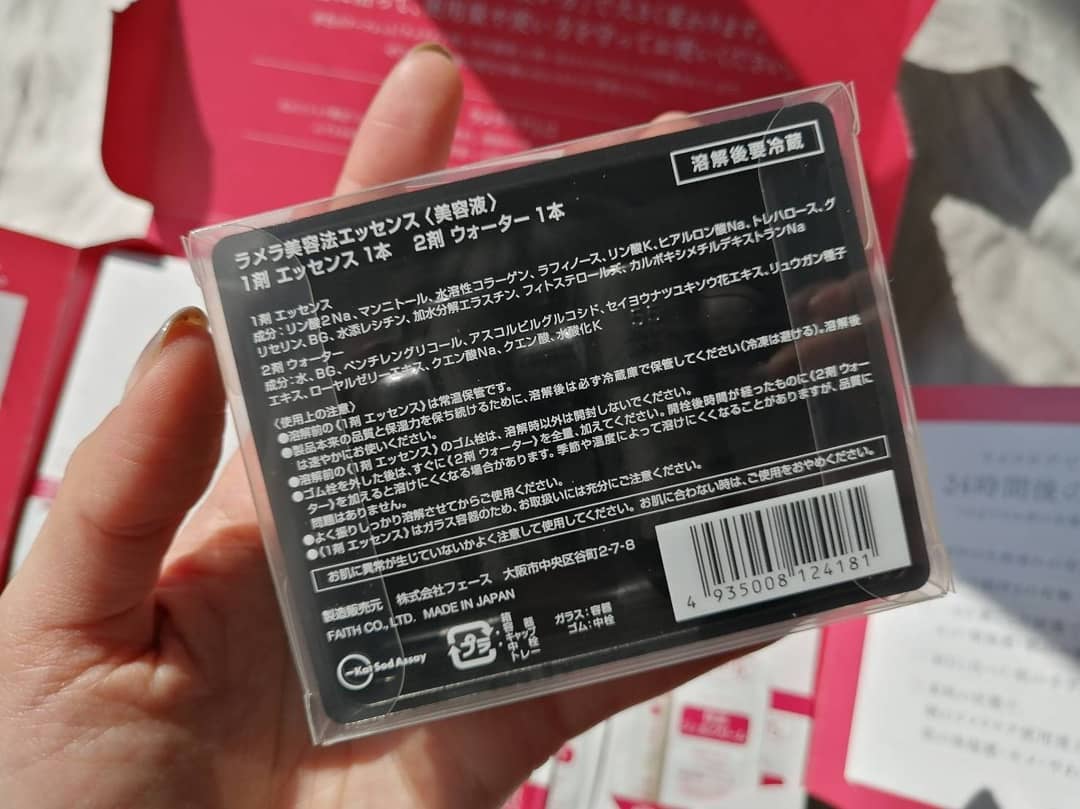 溶解後要冷蔵
ラメラ美容法エッセンス〈美容液〉
1剤 エッセンス 1本 2剤 ウォーター 1本
1剤 エッセンス
成分:リン酸2Na、マンニトール、水溶性コラーゲン、ラフィノース、リン酸K、ヒアルロン酸Na、トレハロース、グ
リセリン、BG、水添レシチン、加水分解エラスチン、フィトステロールズ、カルボキシメチルデキストランNa
2剤 ウォーター
成分:水、BG、ペンチレングリコール、アスコルビルグルコシド、セイヨウナツユキソウ花エキス、リュウガン種子
エキス、ローヤルゼリーエキス、クエン酸Na、クエン酸、水酸化K
〈使用上の注意〉
●溶解前の《1剤 エッセンス》は常温保管です。
●製品本来の品質と保湿力を保ち続けるために、溶解後は必ず冷蔵庫で保管してください(冷凍は避ける)。溶解後
は速やかにお使いください。
●溶解前の《1剤 エッセンス》のゴム栓は、溶解時以外は開封しないでください。
●ゴム栓を外した後は、すぐに《2剤 ウォーター》を全量、加えてください。開栓後時間が経ったものに《2剤 ウォー
ター》を加えると溶けにくくなる場合があります。季節や温度によって溶けにくくなることがありますが、品質に
問題はありません。
●よく振りしっかり溶解させてからご使用ください。
●《1剤 エッセンス》はガラス容器のため、お取扱いには充分にご注意ください。
お肌に異常が生じていないかよく注意して使用してください。お肌に合わない時は、ご使用をおやめください。
製造販売元 株式会社フェース 大阪市中央区谷町2-7-8
FAITH CO., LTD. MADE IN JAPAN
Kai Sod Assay
プラ
箱
容器
・キャップ
・中栓
・トレー
ガラス:容器
ゴム:中栓
4 935008 124181